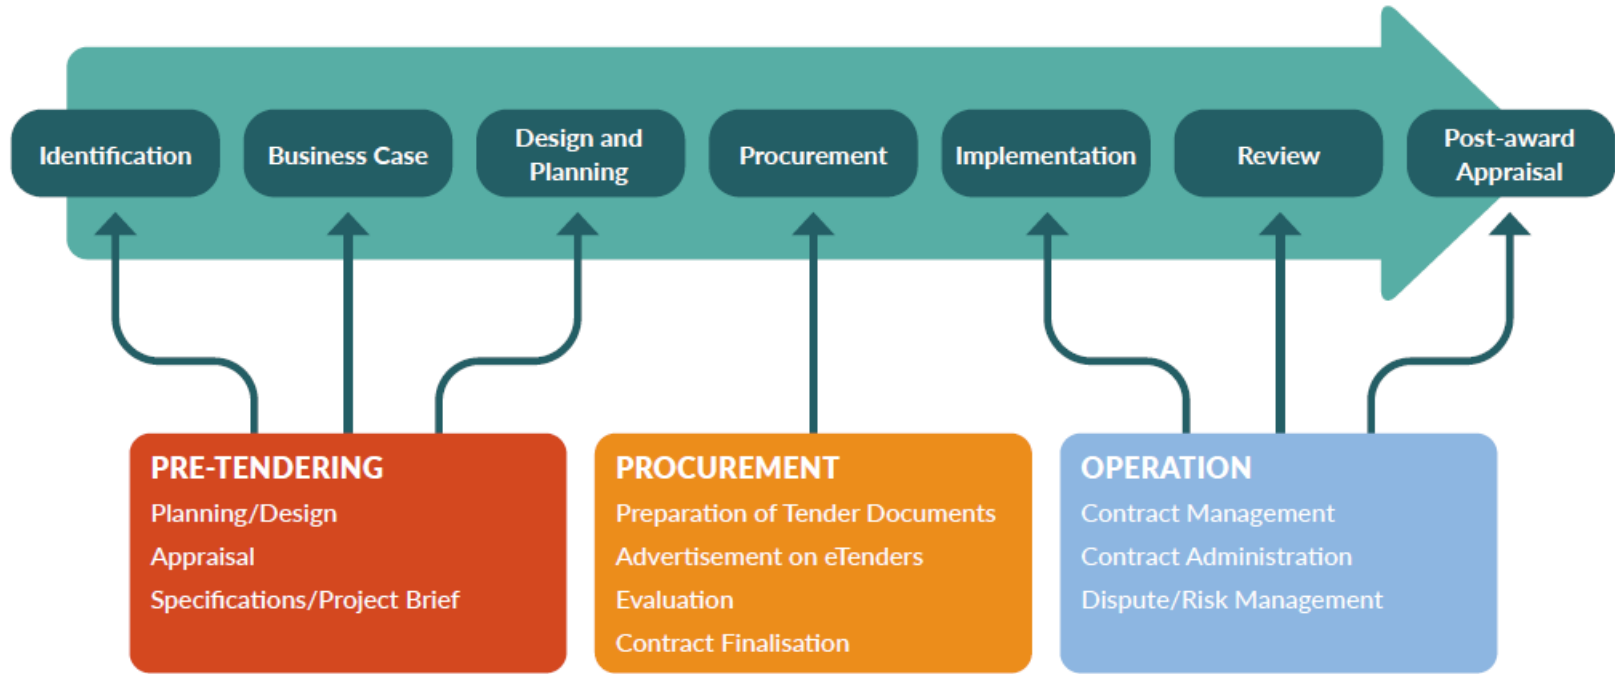 Identification
Business Case
Design and
Planning
Procurement
Implementation
Review
Post-award
Appraisal
PRE-TENDERING
Planning/Design
Appraisal
Specifications/Project Brief
PROCUREMENT
Preparation of Tender Documents
Advertisement on eTenders
Evaluation
Contract Finalisation
OPERATION
Contract Management
Contract Administration
Dispute/Risk Management